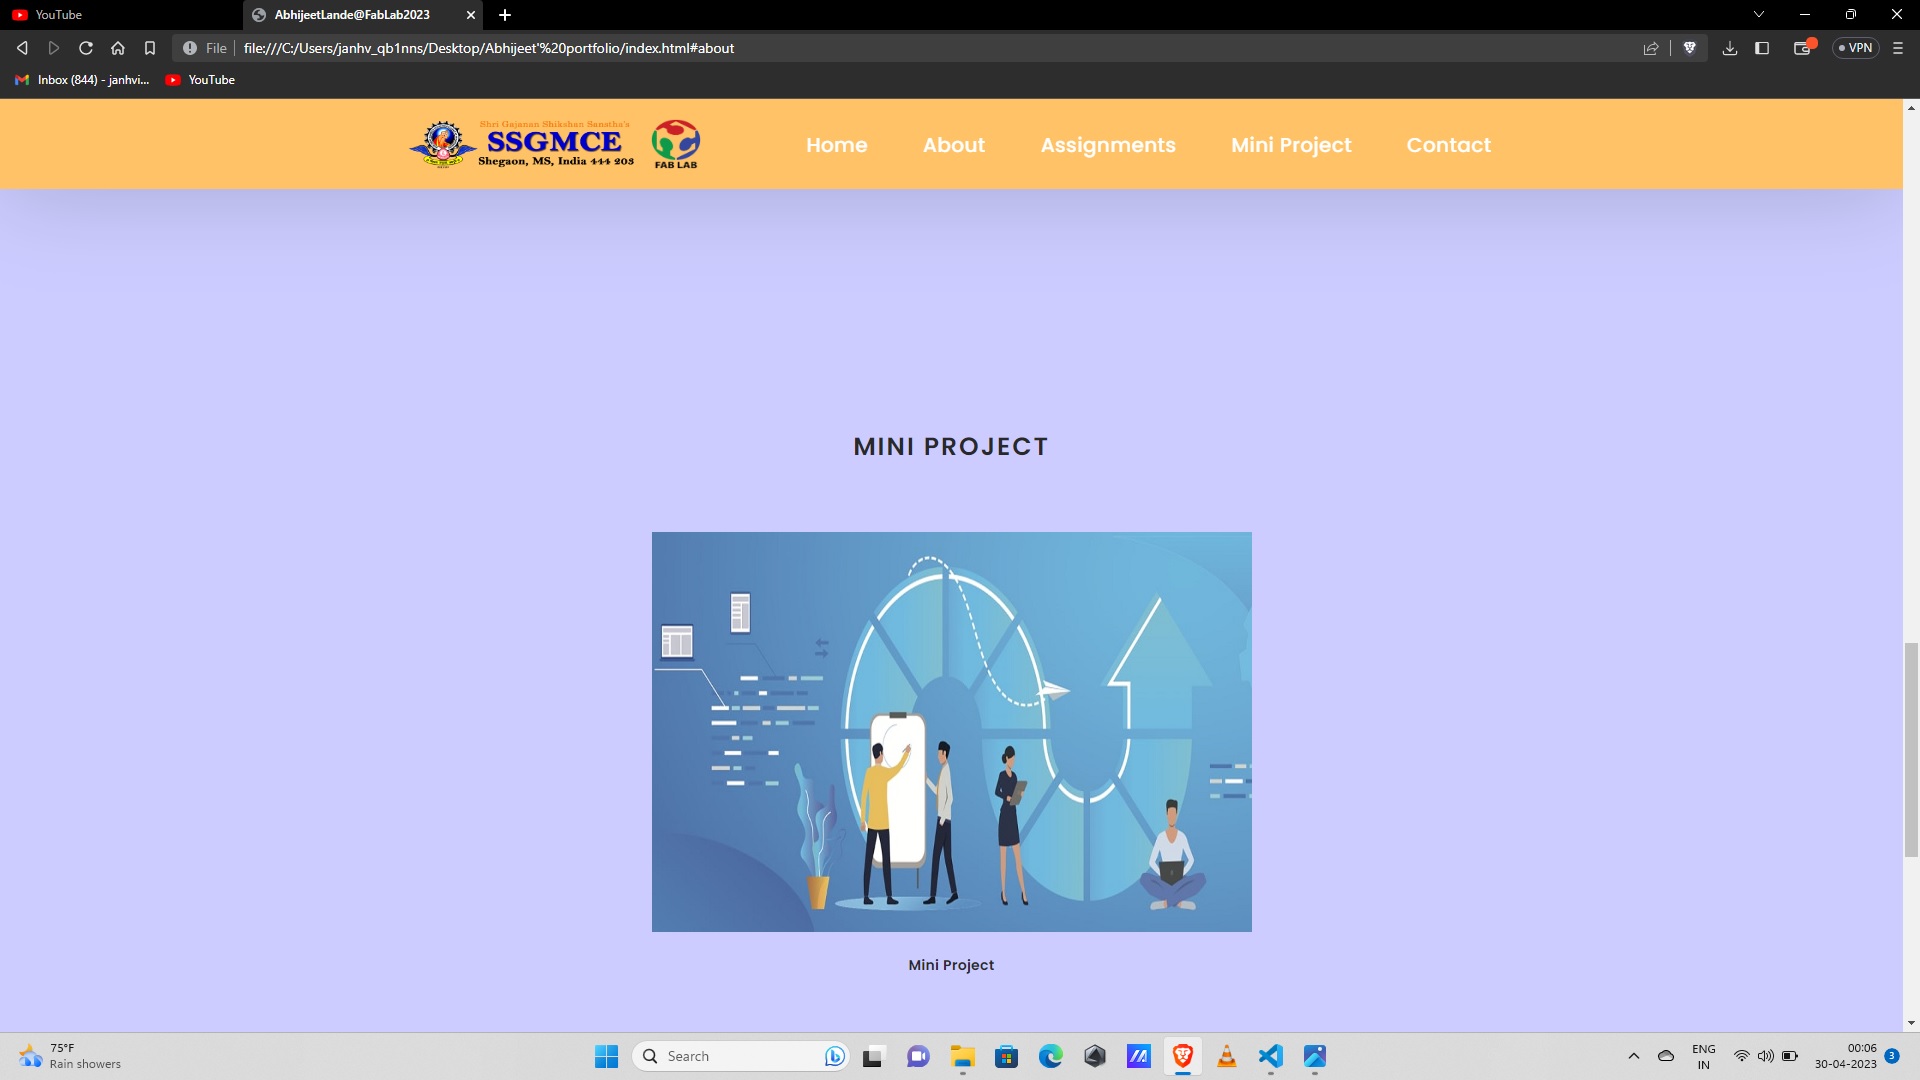 YouTube
AbhijeetLande@FabLab2023
File
file:///C:/Users/janhv_qb1nns/Desktop/Abhijeet'%20portfolio/index.html#about
VPN
Inbox (844) - janhvi...
YouTube
Shri Gajanan Shikshan Sanstha's
SSGMCE
Shegaon, MS, India 444 203
FAB LAB
Home
About
Assignments
Mini Project
Contact
MINI PROJECT
Mini Project
75°F
Rain showers
Search
ENG
IN
00:06
30-04-2023
3